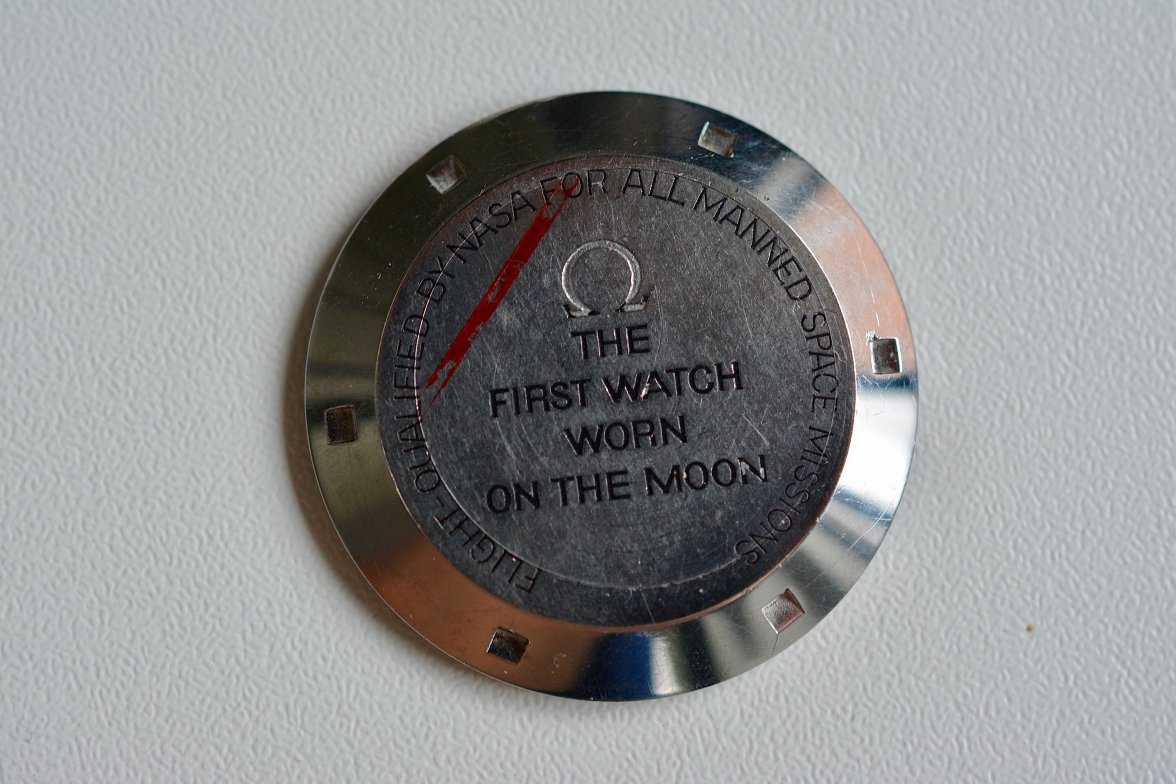 FLIGHT-QUALIFIED BY NASA FOR ALL MANNED SPACE MISSIONS
Ω
THE
FIRST WATCH
WORN
ON THE MOON